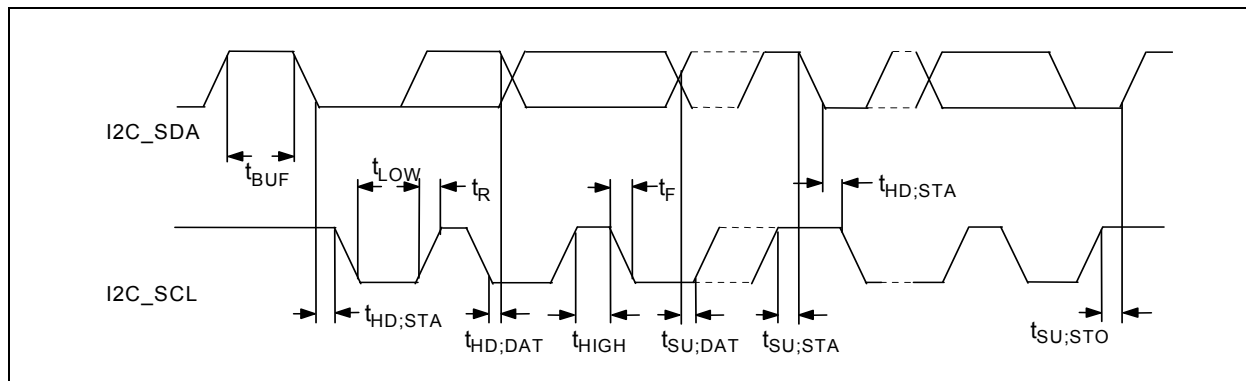 I2C_SDA
tBUF
tLOW
tR
tF
tHD;STA
I2C_SCL
tHD;STA
tHD;DAT
tHIGH
tSU;DAT
tSU;STA
tSU;STO